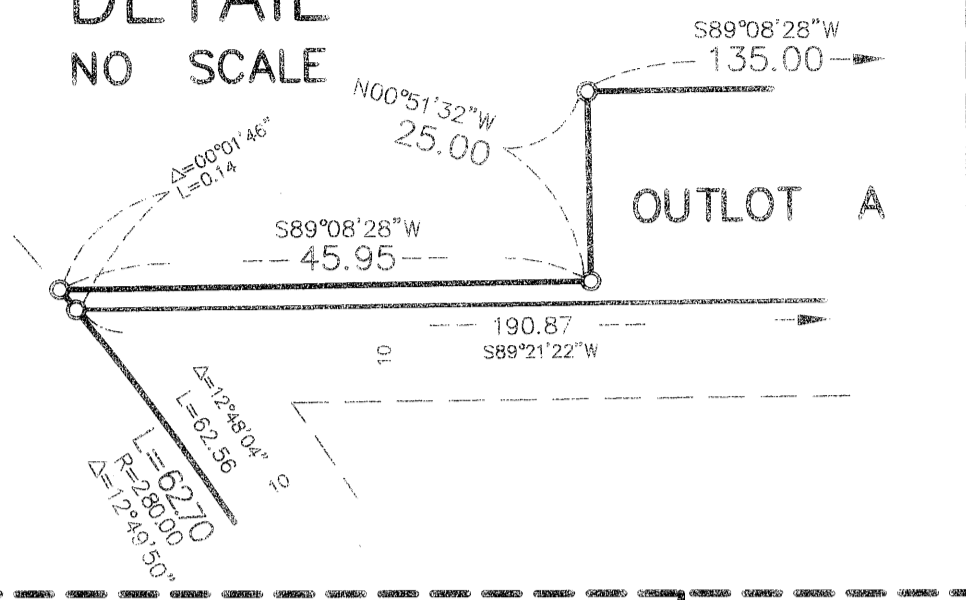 DETAIL
NO SCALE
S89°08'28"W
135.00
N00°51'32"W
25.00
Δ=00°01'46"
L=0.14
OUTLOT A
S89°08'28"W
45.95
190.87
S89°21'22"W
10
Δ=12°48'04"
L=62.56
10
L=62.70
R=280.00
Δ=12°49'50"